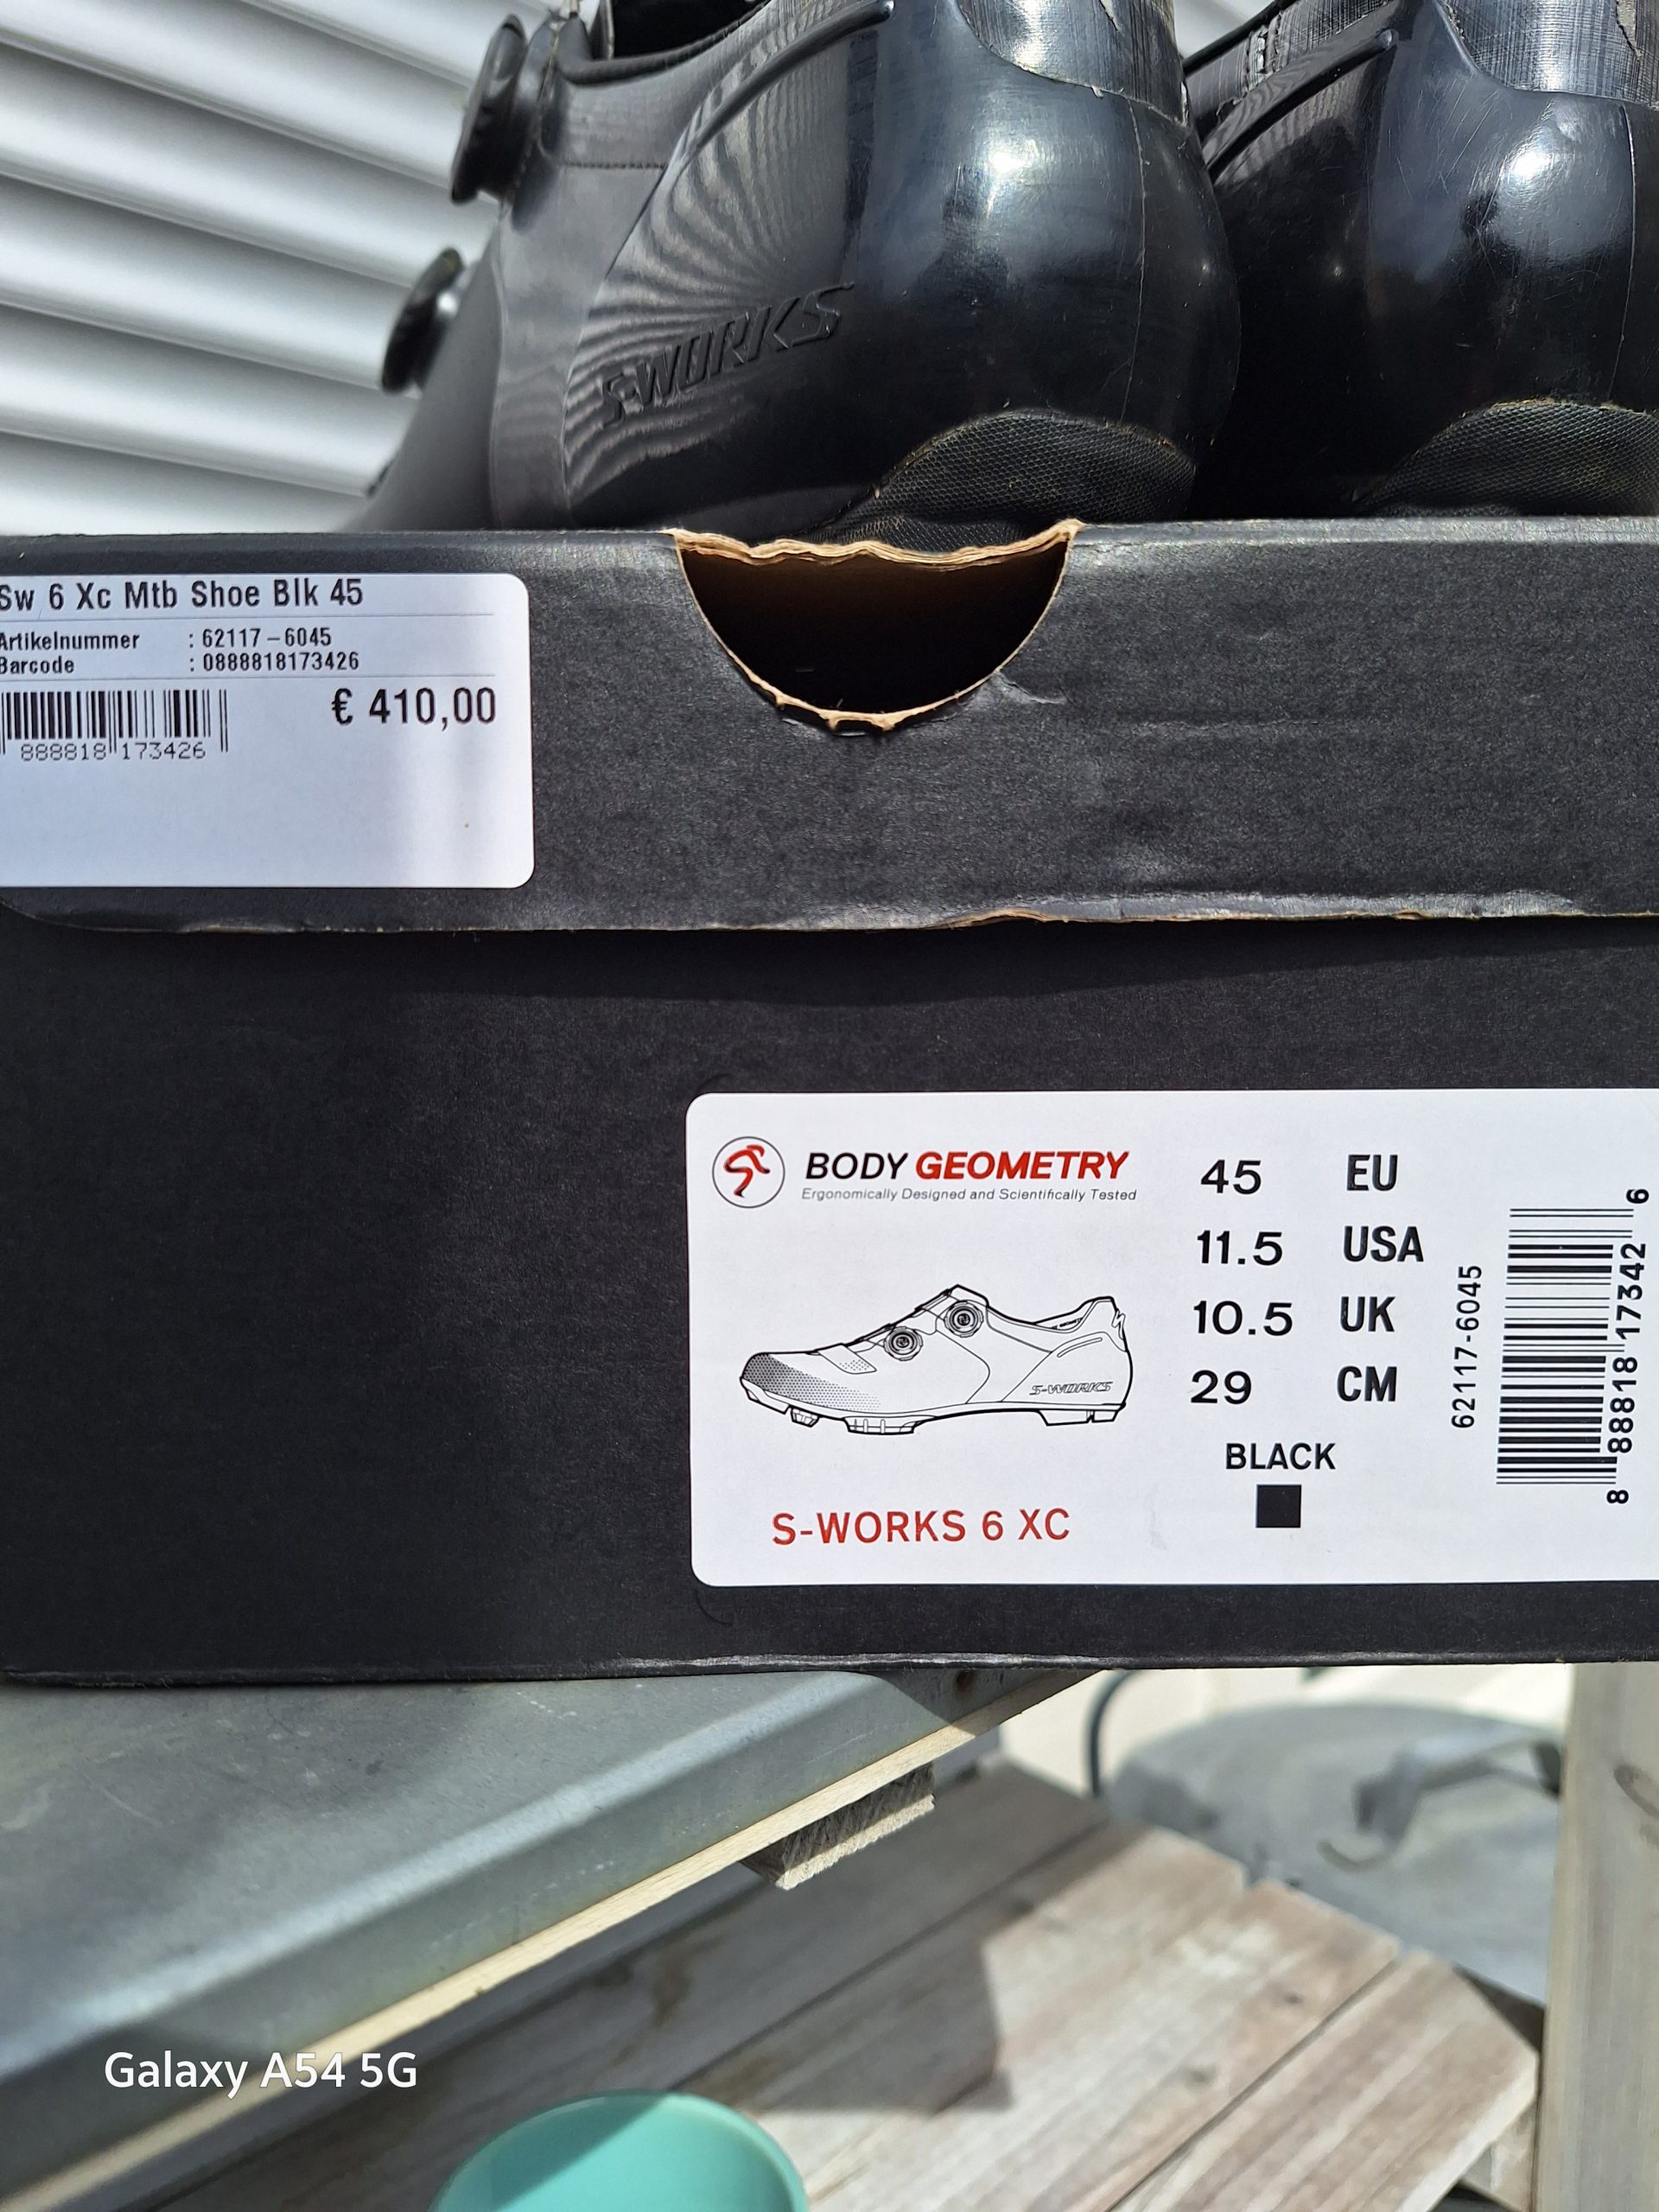 S-WORKS
Sw 6 Xc Mtb Shoe Blk 45
Artikelnummer : 62117-6045
Barcode : 0888818173426
€ 410,00
888818 173426
BODY GEOMETRY
Ergonomically Designed and Scientifically Tested
45 EU
11.5 USA
10.5 UK
29 CM
BLACK
S-WORKS
S-WORKS 6 XC
62117-6045
8 88818 17342 6
Galaxy A54 5G